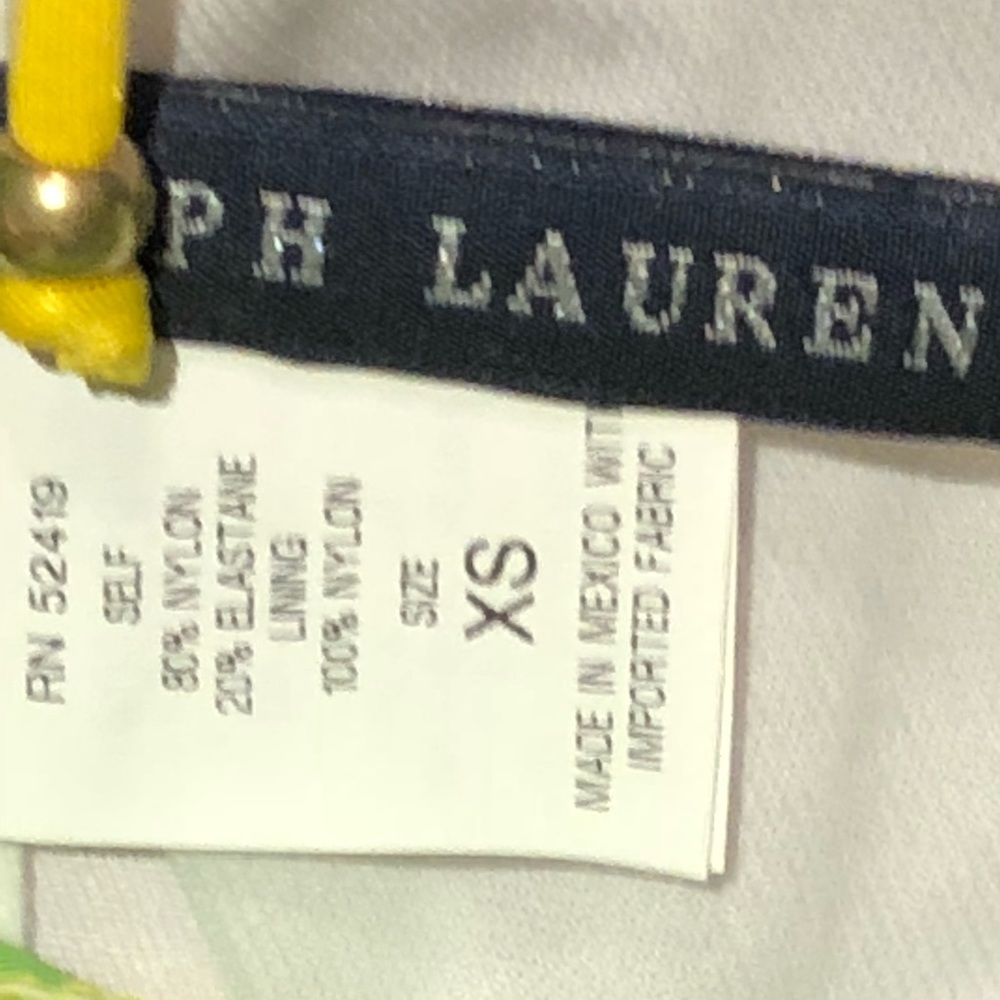 PH LAUREN
RN 52419
SELF
80% NYLON
20% ELASTANE
LINING
100% NYLON
SIZE
XS
MADE IN MEXICO WITH
IMPORTED FABRIC